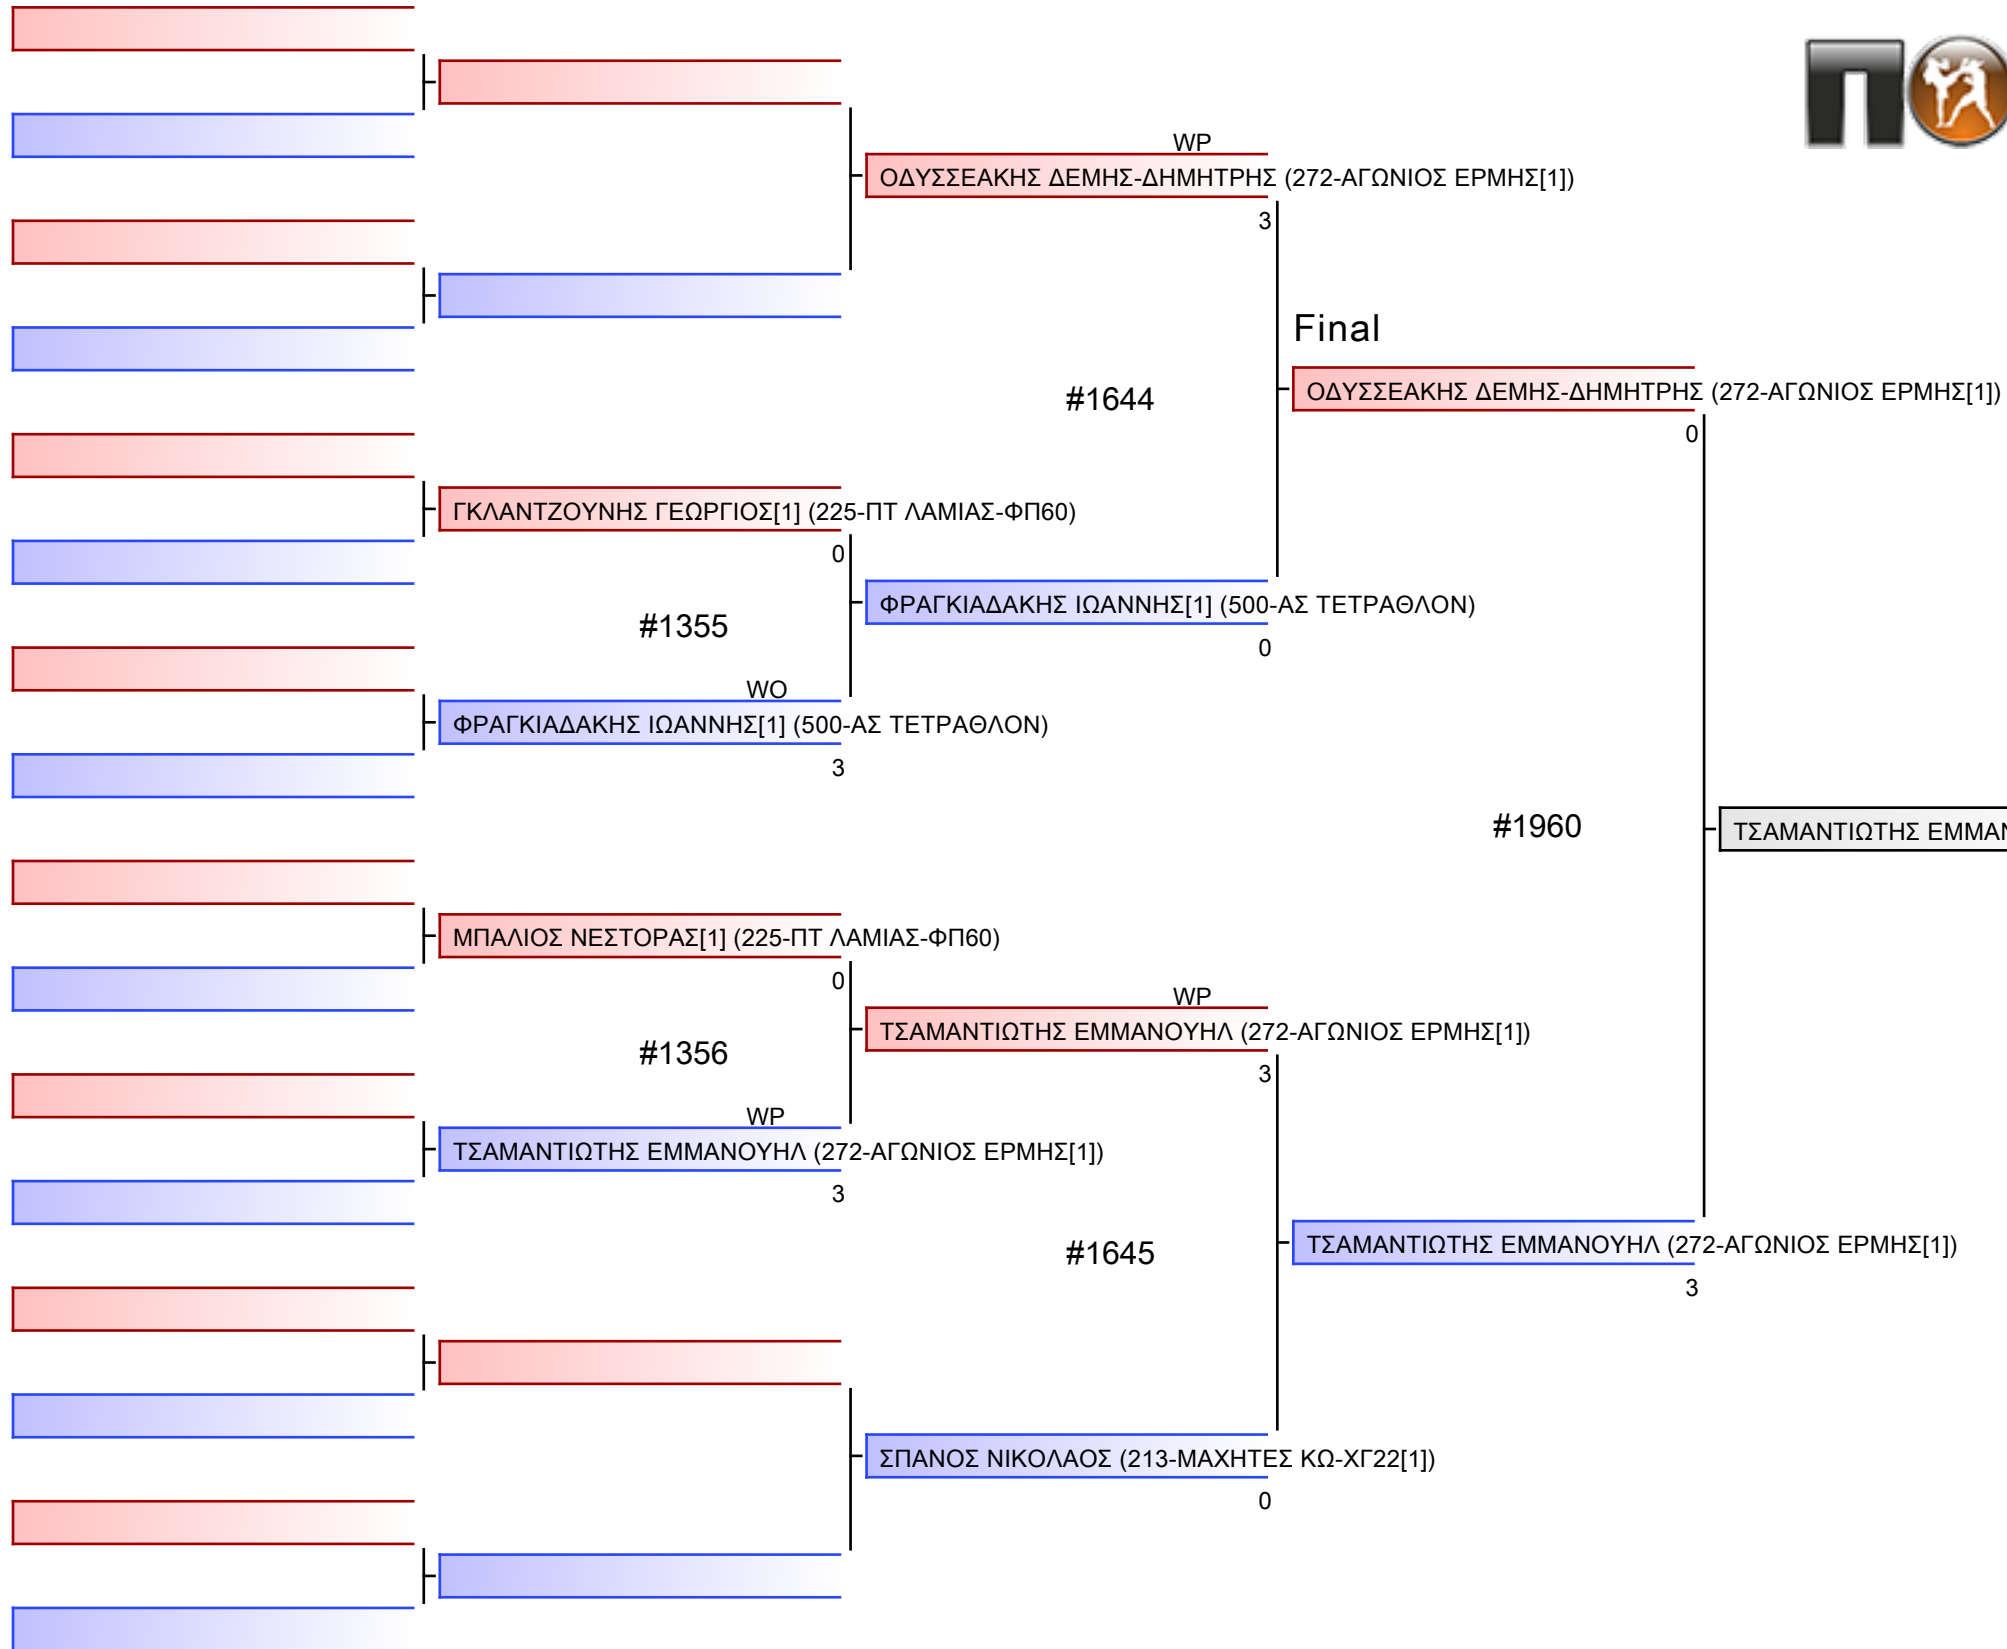 ΠΟ
WP
ΟΔΥΣΣΕΑΚΗΣ ΔΕΜΗΣ-ΔΗΜΗΤΡΗΣ (272-ΑΓΩΝΙΟΣ ΕΡΜΗΣ[1])
3
Final
#1644
ΟΔΥΣΣΕΑΚΗΣ ΔΕΜΗΣ-ΔΗΜΗΤΡΗΣ (272-ΑΓΩΝΙΟΣ ΕΡΜΗΣ[1])
0
ΓΚΛΑΝΤΖΟΥΝΗΣ ΓΕΩΡΓΙΟΣ[1] (225-ΠΤ ΛΑΜΙΑΣ-ΦΠ60)
0
#1355
ΦΡΑΓΚΙΑΔΑΚΗΣ ΙΩΑΝΝΗΣ[1] (500-ΑΣ ΤΕΤΡΑΘΛΟΝ)
0
WO
ΦΡΑΓΚΙΑΔΑΚΗΣ ΙΩΑΝΝΗΣ[1] (500-ΑΣ ΤΕΤΡΑΘΛΟΝ)
3
#1960
ΤΣΑΜΑΝΤΙΩΤΗΣ ΕΜΜΑΝ
ΜΠΑΛΙΟΣ ΝΕΣΤΟΡΑΣ[1] (225-ΠΤ ΛΑΜΙΑΣ-ΦΠ60)
0
WP
ΤΣΑΜΑΝΤΙΩΤΗΣ ΕΜΜΑΝΟΥΗΛ (272-ΑΓΩΝΙΟΣ ΕΡΜΗΣ[1])
3
#1356
WP
ΤΣΑΜΑΝΤΙΩΤΗΣ ΕΜΜΑΝΟΥΗΛ (272-ΑΓΩΝΙΟΣ ΕΡΜΗΣ[1])
3
#1645
ΤΣΑΜΑΝΤΙΩΤΗΣ ΕΜΜΑΝΟΥΗΛ (272-ΑΓΩΝΙΟΣ ΕΡΜΗΣ[1])
3
ΣΠΑΝΟΣ ΝΙΚΟΛΑΟΣ (213-ΜΑΧΗΤΕΣ ΚΩ-ΧΓ22[1])
0